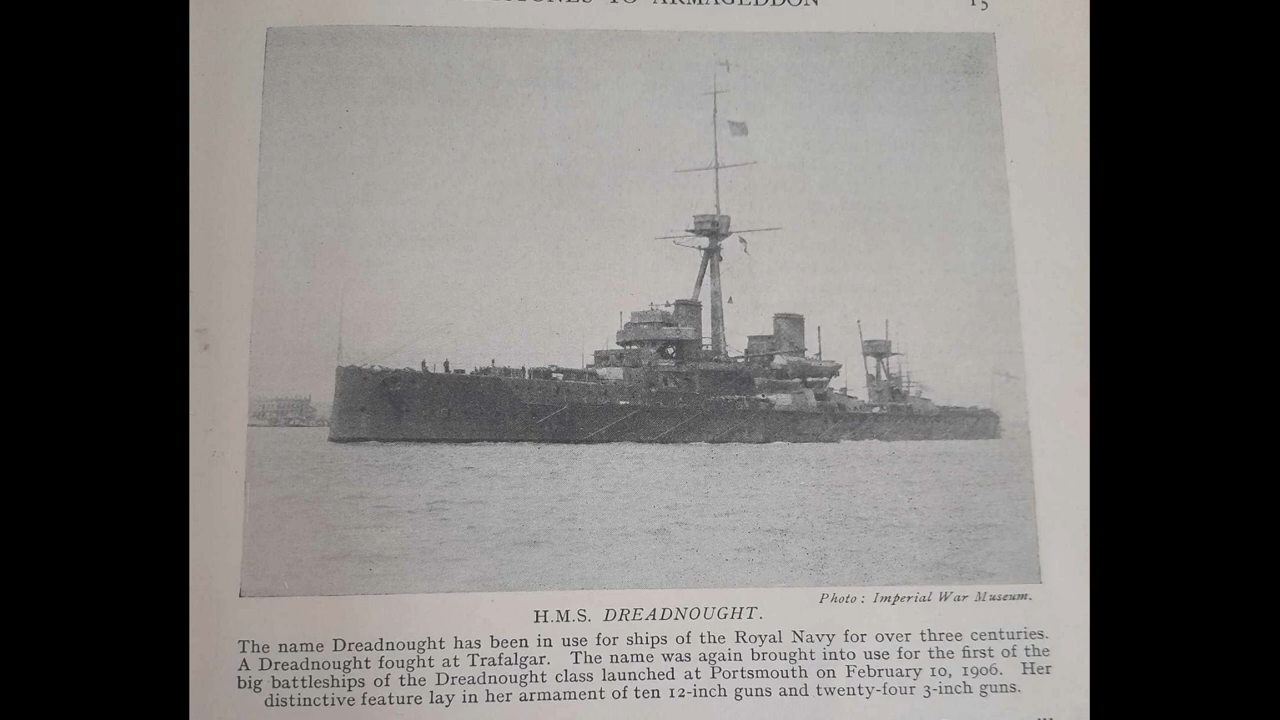 TO ARMAGEDDON 15
Photo: Imperial War Museum.
H.M.S. DREADNOUGHT.
The name Dreadnought has been in use for ships of the Royal Navy for over three centuries.
A Dreadnought fought at Trafalgar. The name was again brought into use for the first of the
big battleships of the Dreadnought class launched at Portsmouth on February 10, 1906. Her
distinctive feature lay in her armament of ten 12-inch guns and twenty-four 3-inch guns.